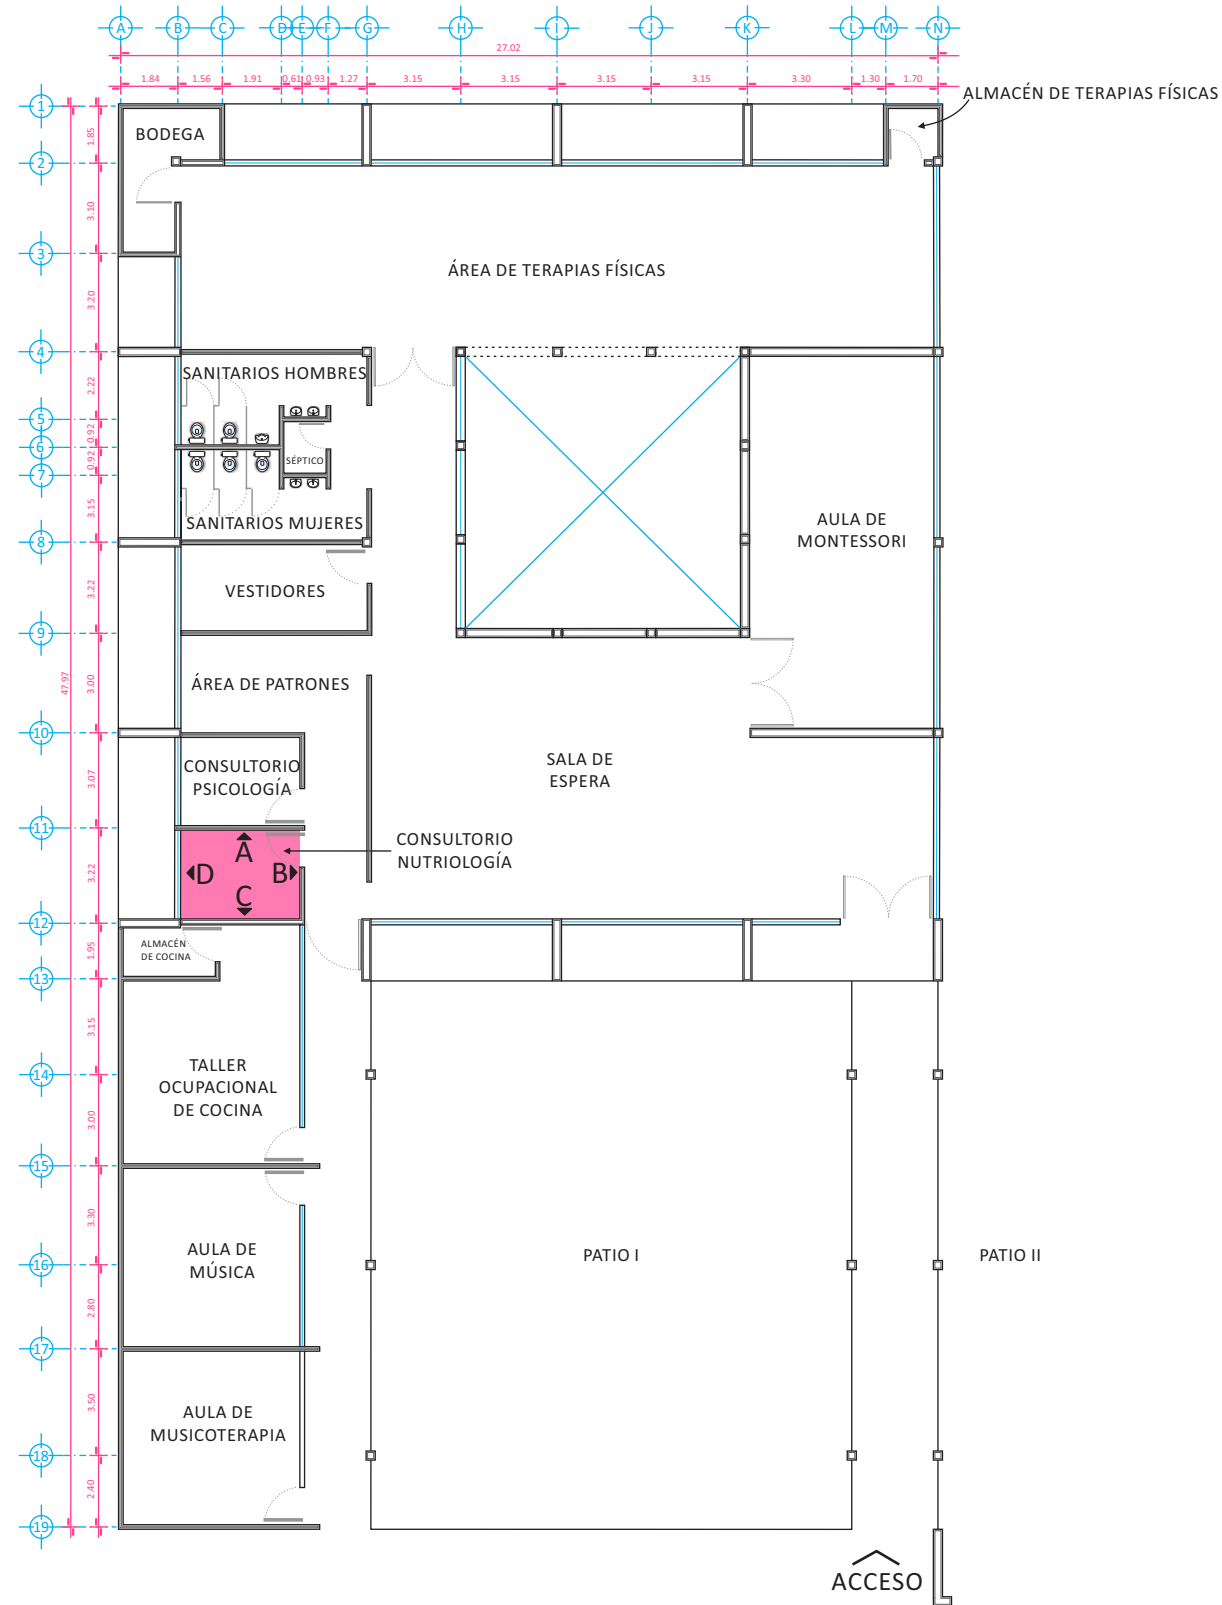 A B C D E F G H I J K L M N
27.02
1.84 1.56 1.91 0.61 0.93 1.27 3.15 3.15 3.15 3.15 3.30 1.30 1.70
ALMACÉN DE TERAPIAS FÍSICAS
1
1.85
BODEGA
2
3.10
3
ÁREA DE TERAPIAS FÍSICAS
3.20
4
SANITARIOS HOMBRES
2.22
5
0.92
6
SÉPTICO
0.92
7
3.15
SANITARIOS MUJERES
AULA DE
MONTESSORI
8
3.22
VESTIDORES
9
47.97
3.00
ÁREA DE PATRONES
10
3.07
CONSULTORIO
PSICOLOGÍA
SALA DE
ESPERA
11
CONSULTORIO
NUTRIOLOGÍA
3.22
A
D B
C
12
1.95
ALMACÉN
DE COCINA
13
3.15
TALLER
OCUPACIONAL
DE COCINA
14
3.00
15
3.30
AULA DE
MÚSICA
PATIO I
PATIO II
16
2.80
17
3.50
AULA DE
MUSICOTERAPIA
18
2.40
19
ACCESO